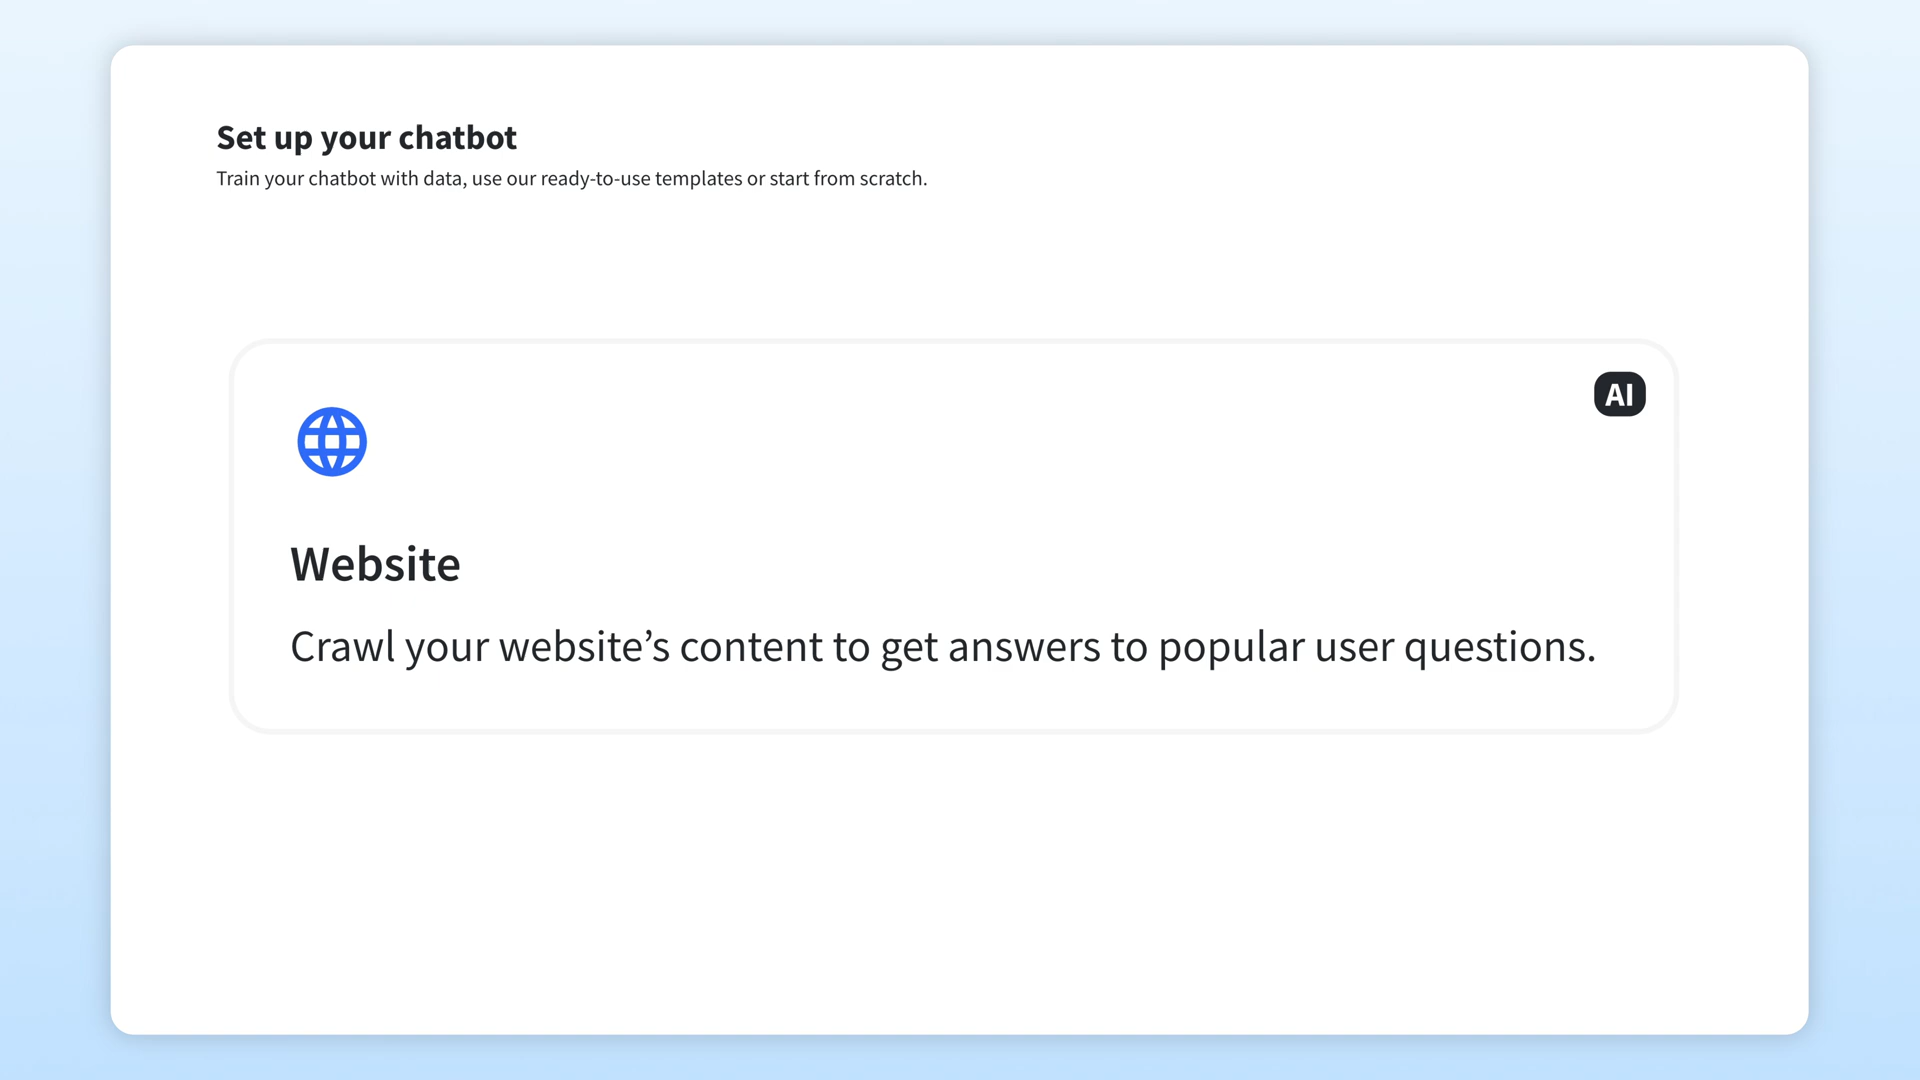 Set up your chatbot
Train your chatbot with data, use our ready-to-use templates or start from scratch.
AI
Website
Crawl your website’s content to get answers to popular user questions.